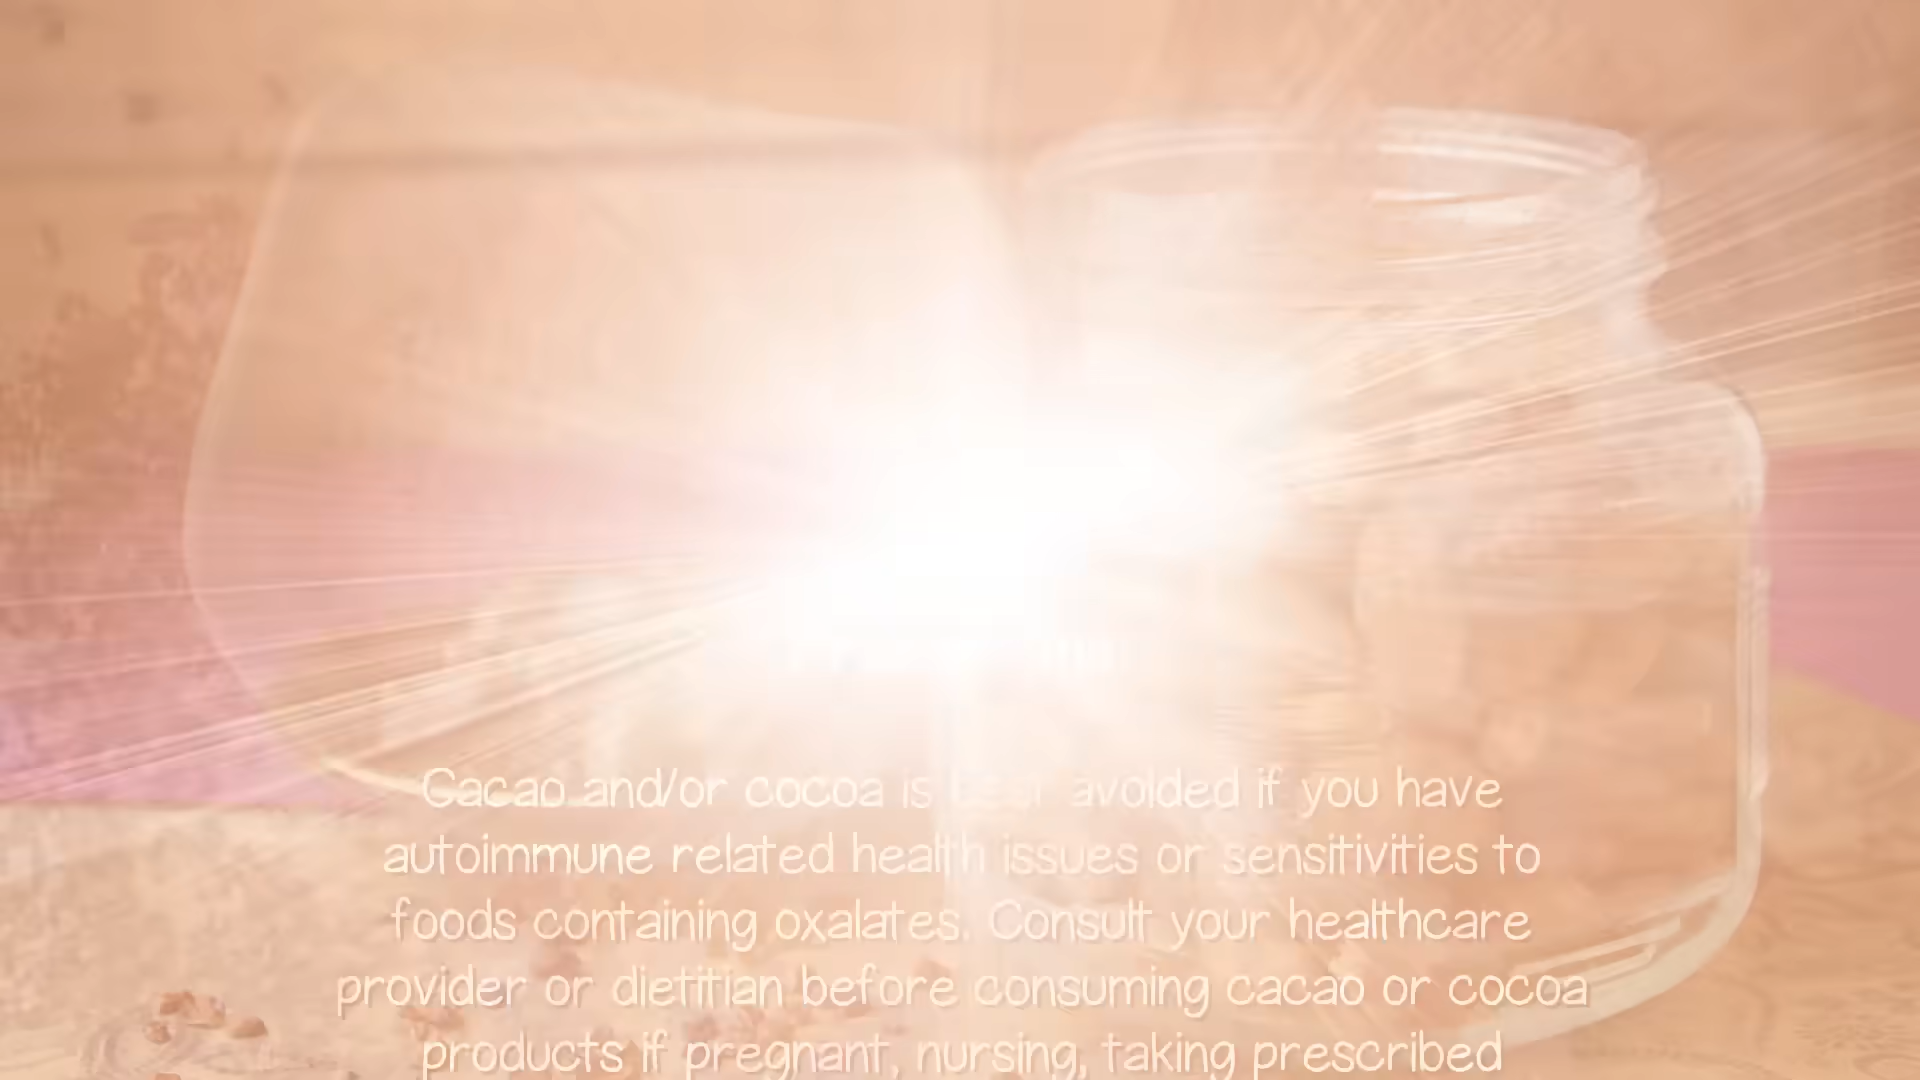 Cacao and/or cocoa is best avoided if you have
autoimmune related health issues or sensitivities to
foods containing oxalates. Consult your healthcare
provider or dietitian before consuming cacao or cocoa
products if pregnant, nursing, taking prescribed